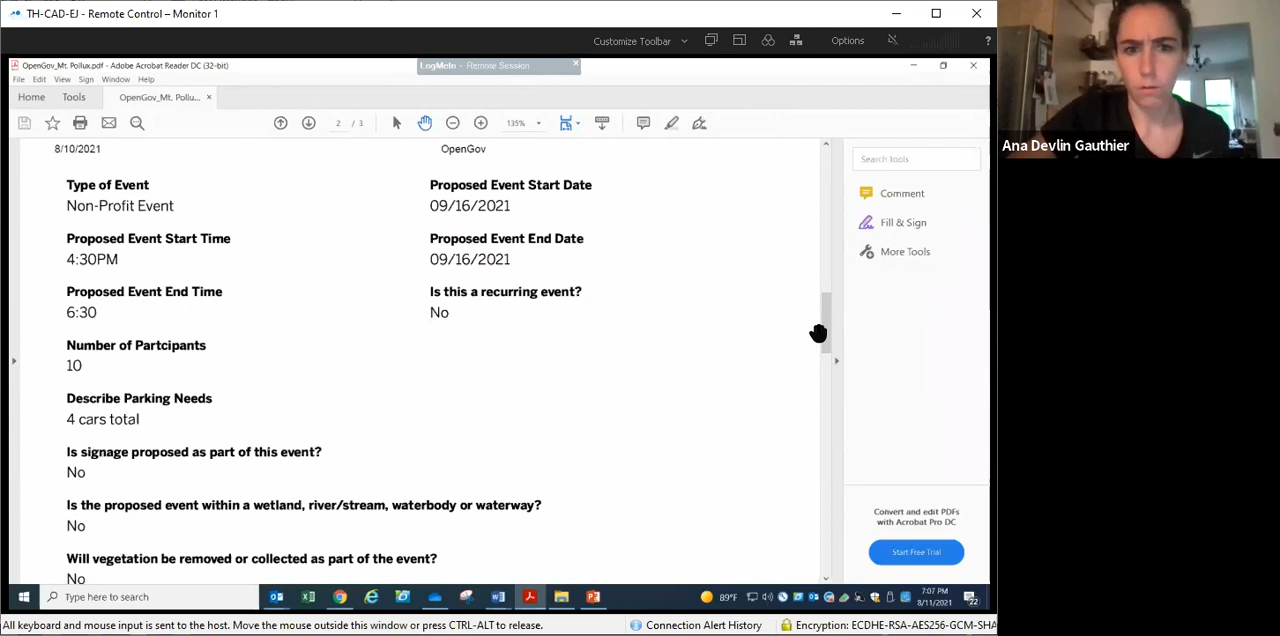 TH-CAD-EJ - Remote Control - Monitor 1
Customize Toolbar Options ?
OpenGov_Mt. Pollux.pdf - Adobe Acrobat Reader DC (32-bit)
LogMeIn - Remote Session
File Edit View Sign Window Help
Home Tools OpenGov_Mt. Pollu... ×
2 / 3 135%
8/10/2021 OpenGov
Type of Event
Non-Profit Event
Proposed Event Start Date
09/16/2021
Proposed Event Start Time
4:30PM
Proposed Event End Date
09/16/2021
Proposed Event End Time
6:30
Is this a recurring event?
No
Number of Partcipants
10
Describe Parking Needs
4 cars total
Is signage proposed as part of this event?
No
Is the proposed event within a wetland, river/stream, waterbody or waterway?
No
Will vegetation be removed or collected as part of the event?
No
Search Tools
Comment
Fill & Sign
More Tools
Convert and edit PDFs
with Acrobat Pro DC
Start Free Trial
Ana Devlin Gauthier
Type here to search
89°F
7:07 PM
8/11/2021
22
All keyboard and mouse input is sent to the host. Move the mouse outside this window or press CTRL-ALT to release.
Connection Alert History
Encryption: ECDHE-RSA-AES256-GCM-SHA